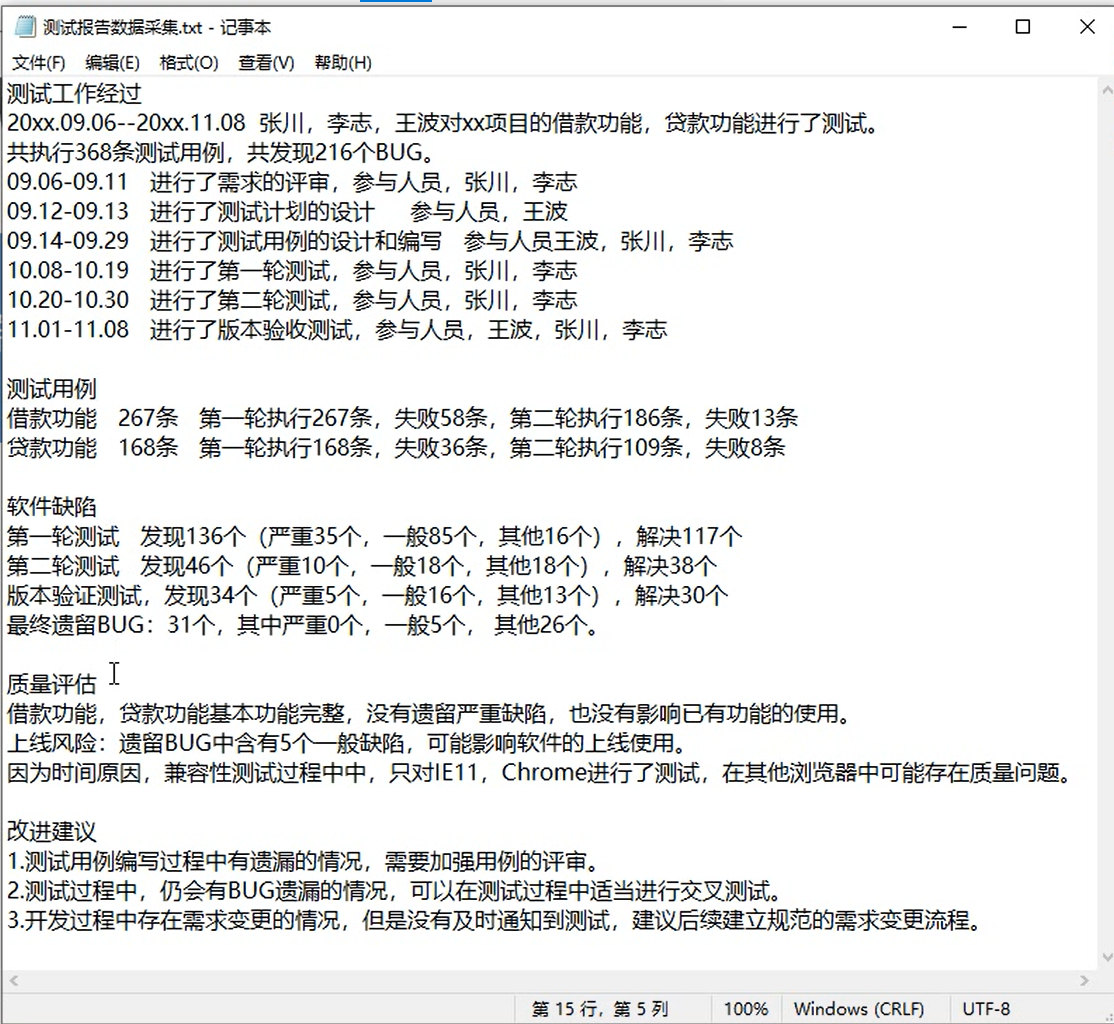 测试报告数据采集.txt - 记事本
文件(F) 编辑(E) 格式(O) 查看(V) 帮助(H)
测试工作经过
20xx.09.06--20xx.11.08 张川，李志，王波对xx项目的借款功能，贷款功能进行了测试。
共执行368条测试用例，共发现216个BUG。
09.06-09.11 进行了需求的评审，参与人员，张川，李志
09.12-09.13 进行了测试计划的设计 参与人员，王波
09.14-09.29 进行了测试用例的设计和编写 参与人员王波，张川，李志
10.08-10.19 进行了第一轮测试，参与人员，张川，李志
10.20-10.30 进行了第二轮测试，参与人员，张川，李志
11.01-11.08 进行了版本验收测试，参与人员，王波，张川，李志
测试用例
借款功能 267条 第一轮执行267条，失败58条，第二轮执行186条，失败13条
贷款功能 168条 第一轮执行168条，失败36条，第二轮执行109条，失败8条
软件缺陷
第一轮测试 发现136个（严重35个，一般85个，其他16个），解决117个
第二轮测试 发现46个（严重10个，一般18个，其他18个），解决38个
版本验证测试，发现34个（严重5个，一般16个，其他13个），解决30个
最终遗留BUG：31个，其中严重0个，一般5个， 其他26个。
质量评估
借款功能，贷款功能基本功能完整，没有遗留严重缺陷，也没有影响已有功能的使用。
上线风险：遗留BUG中含有5个一般缺陷，可能影响软件的上线使用。
因为时间原因，兼容性测试过程中中，只对IE11，Chrome进行了测试，在其他浏览器中可能存在质量问题。
改进建议
1.测试用例编写过程中有遗漏的情况，需要加强用例的评审。
2.测试过程中，仍会有BUG遗漏的情况，可以在测试过程中适当进行交叉测试。
3.开发过程中存在需求变更的情况，但是没有及时通知到测试，建议后续建立规范的需求变更流程。
第 15 行，第 5 列 100% Windows (CRLF) UTF-8